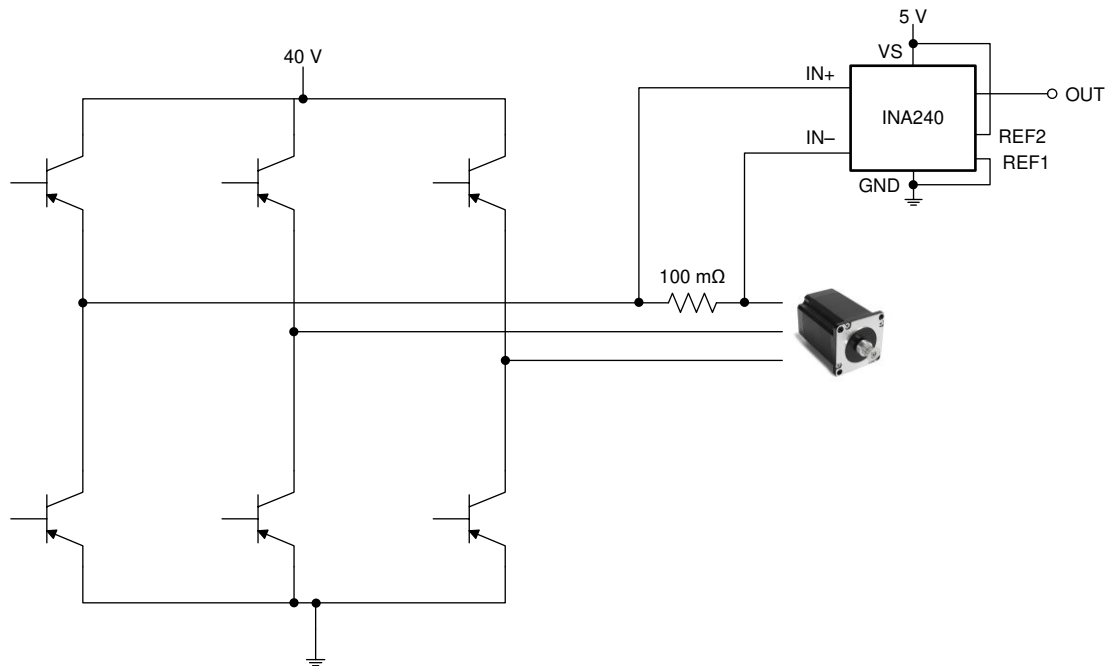 5 V
VS
40 V
IN+
INA240
OUT
IN–
REF2
REF1
GND
100 mΩ